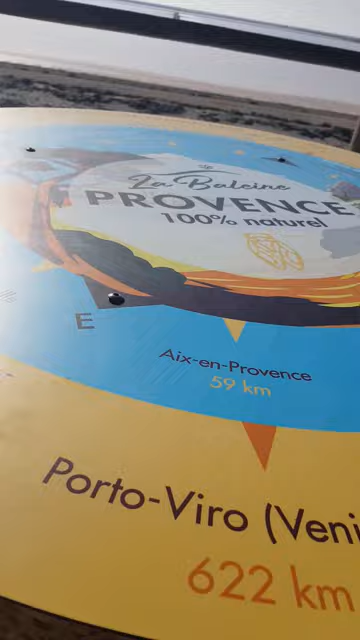 La Baleine
PROVENCE
100% naturel
E
Aix-en-Provence
59 km
Porto-Viro (Veni
622 km